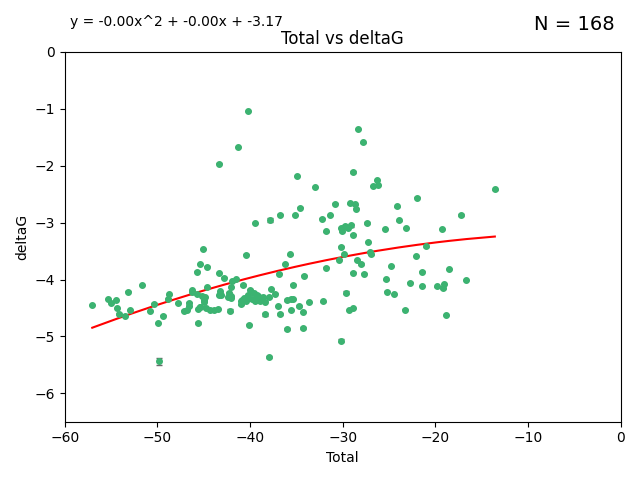 y = -0.00x^2 + -0.00x + -3.17
N = 168
Total vs deltaG
0
−1
−2
−3
−4
−5
−6
deltaG
−60 −50 −40 −30 −20 −10 0
Total